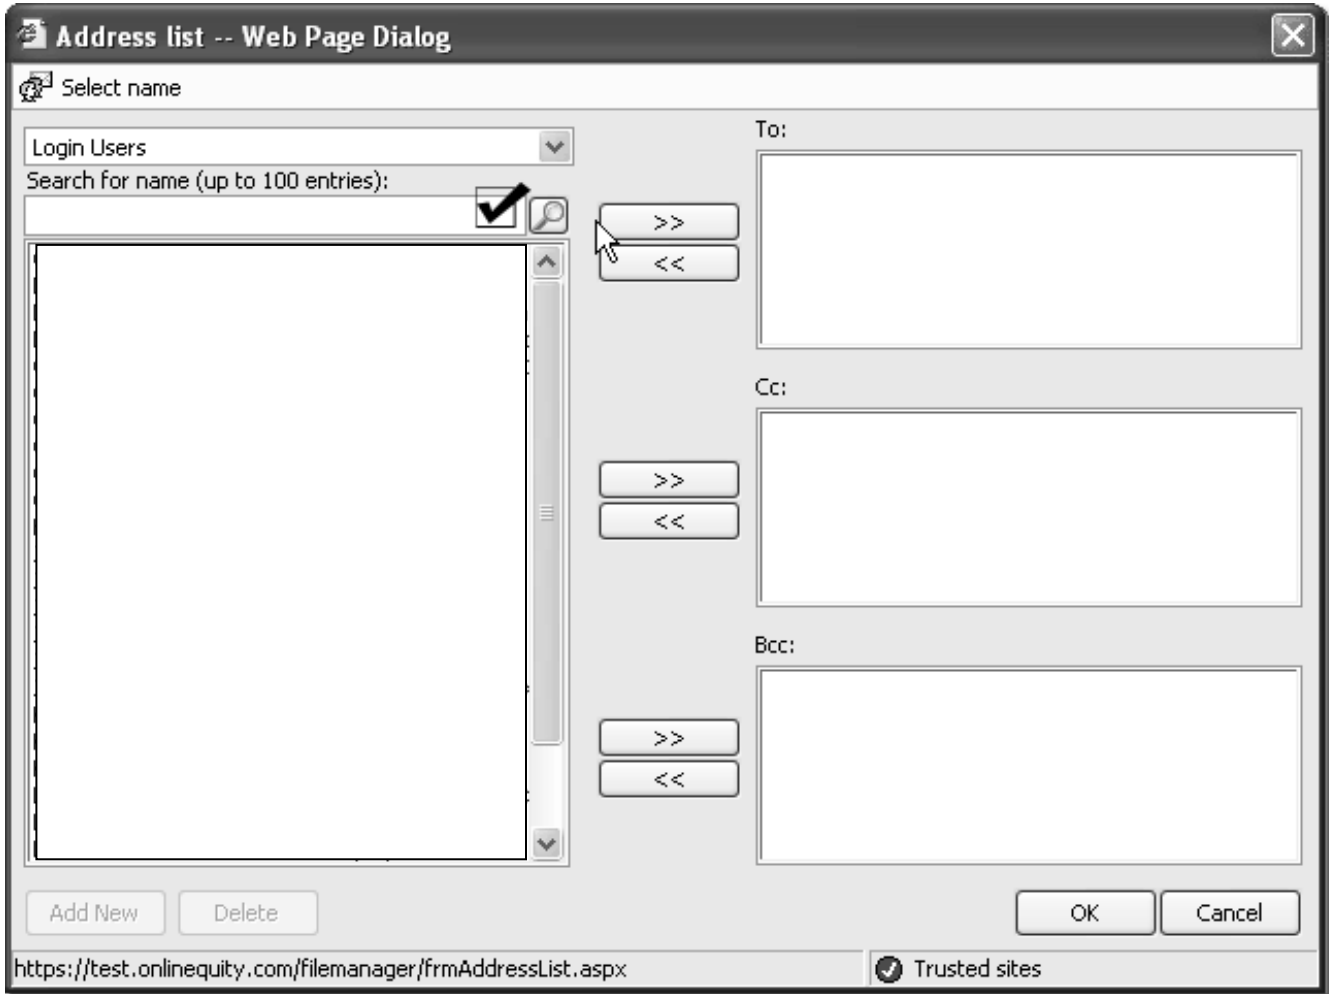 Address list -- Web Page Dialog
Select name
Login Users
Search for name (up to 100 entries):
To:
>>
<<
Cc:
>>
<<
Bcc:
>>
<<
Add New
Delete
OK
Cancel
https://test.onlinequity.com/filemanager/frmAddressList.aspx
Trusted sites